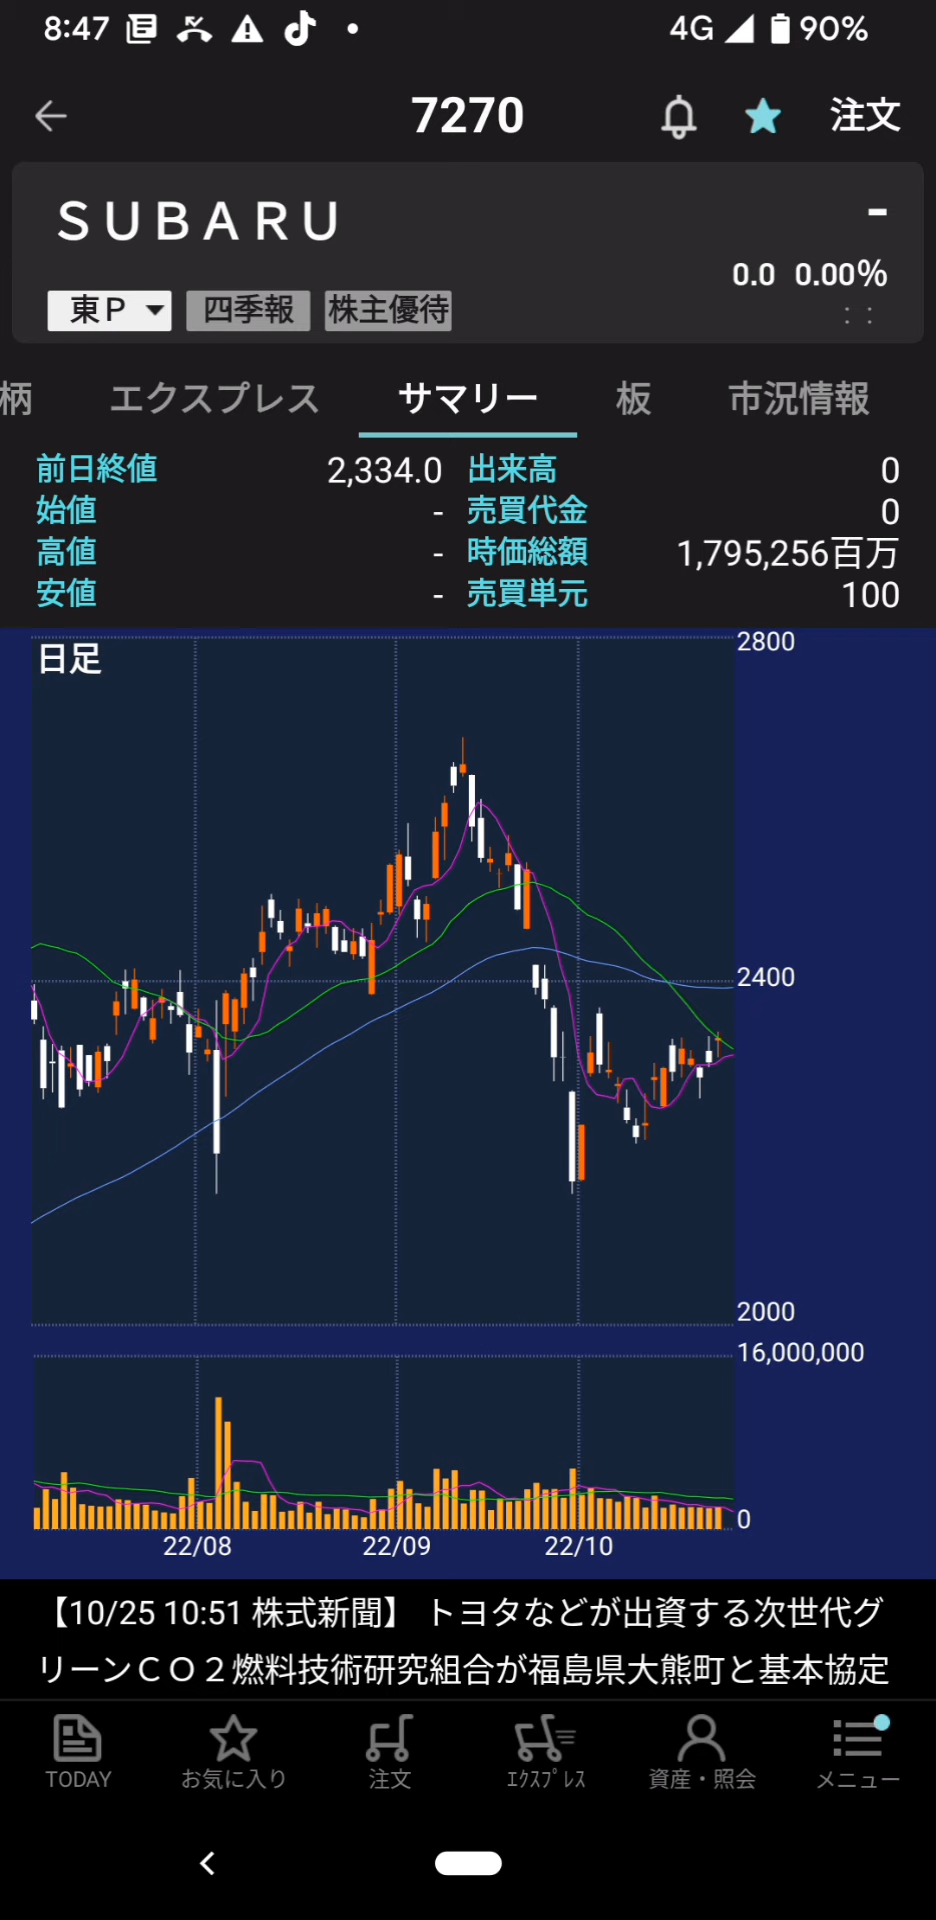 8:47 4G 90%
7270 注文
ＳＵＢＡＲＵ -
0.0 0.00%
東Ｐ 四季報 株主優待 : :
柄 エクスプレス サマリー 板 市況情報
前日終値 2,334.0 出来高 0
始値 - 売買代金 0
高値 - 時価総額 1,795,256百万
安値 - 売買単元 100
日足
2800
2400
2000
16,000,000
0
22/08 22/09 22/10
【10/25 10:51 株式新聞】 トヨタなどが出資する次世代グ
リーンＣＯ２燃料技術研究組合が福島県大熊町と基本協定
TODAY お気に入り 注文 ｴｸｽﾌﾟﾚｽ 資産・照会 メニュー